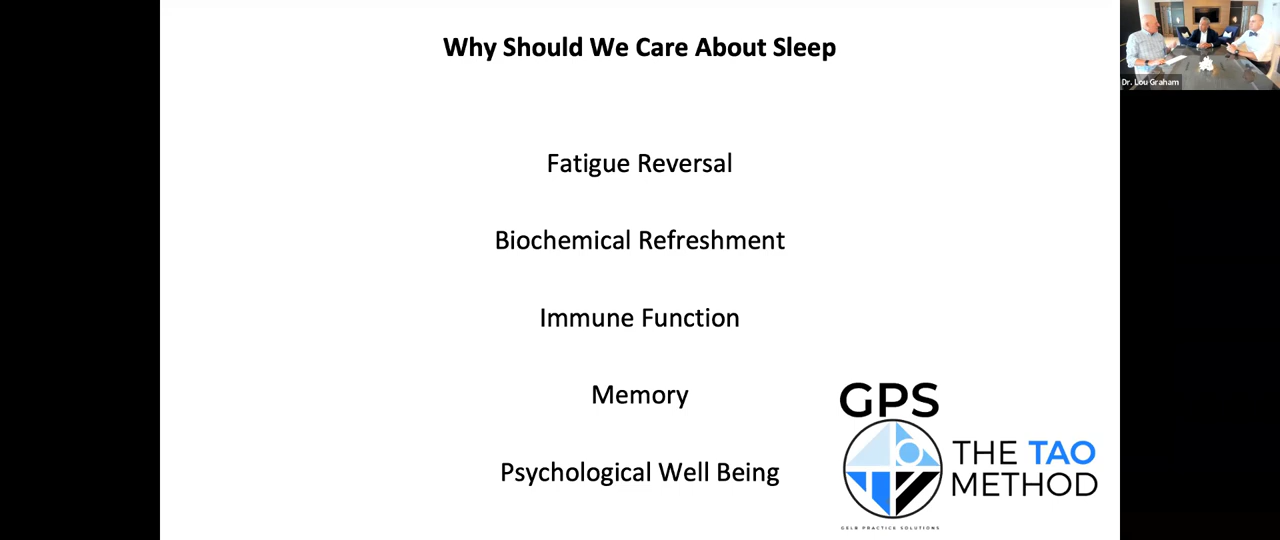 Why Should We Care About Sleep
Dr. Lou Graham
Fatigue Reversal
Biochemical Refreshment
Immune Function
Memory
Psychological Well Being
GPS
THE TAO
METHOD
GELB PRACTICE SOLUTIONS